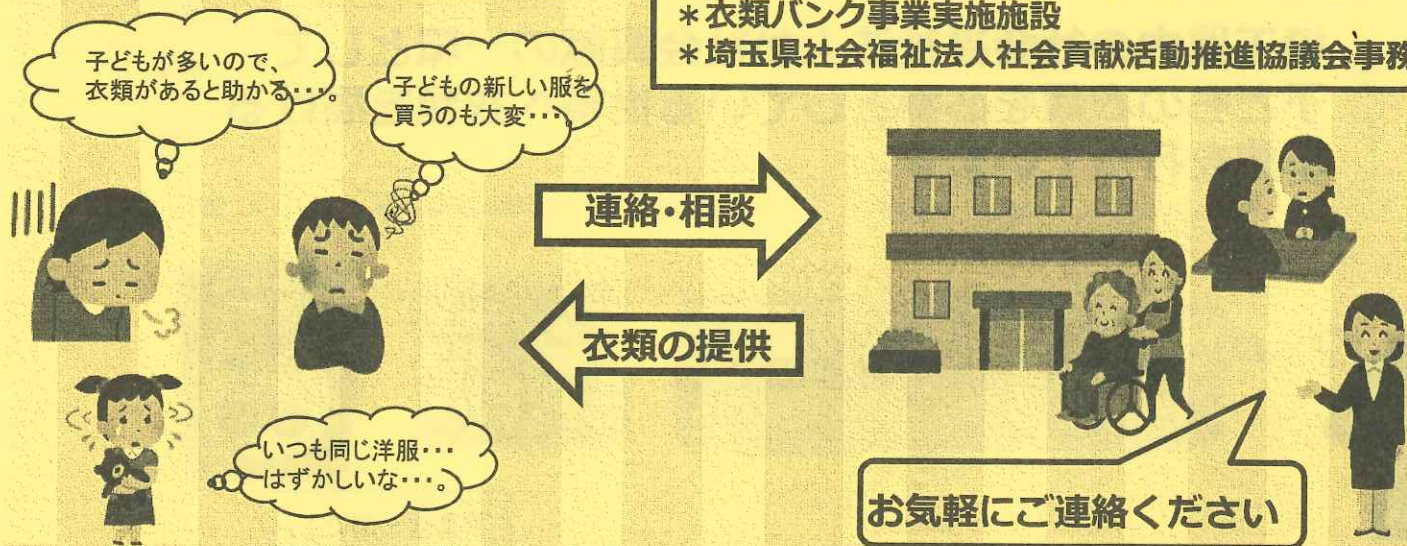 ＊衣類バンク事業実施施設
＊埼玉県社会福祉法人社会貢献活動推進協議会事務
子どもが多いので、
衣類があると助かる・・・。
子どもの新しい服を
買うのも大変・・・。
連絡・相談
衣類の提供
いつも同じ洋服・・・
はずかしいな・・・。
お気軽にご連絡ください